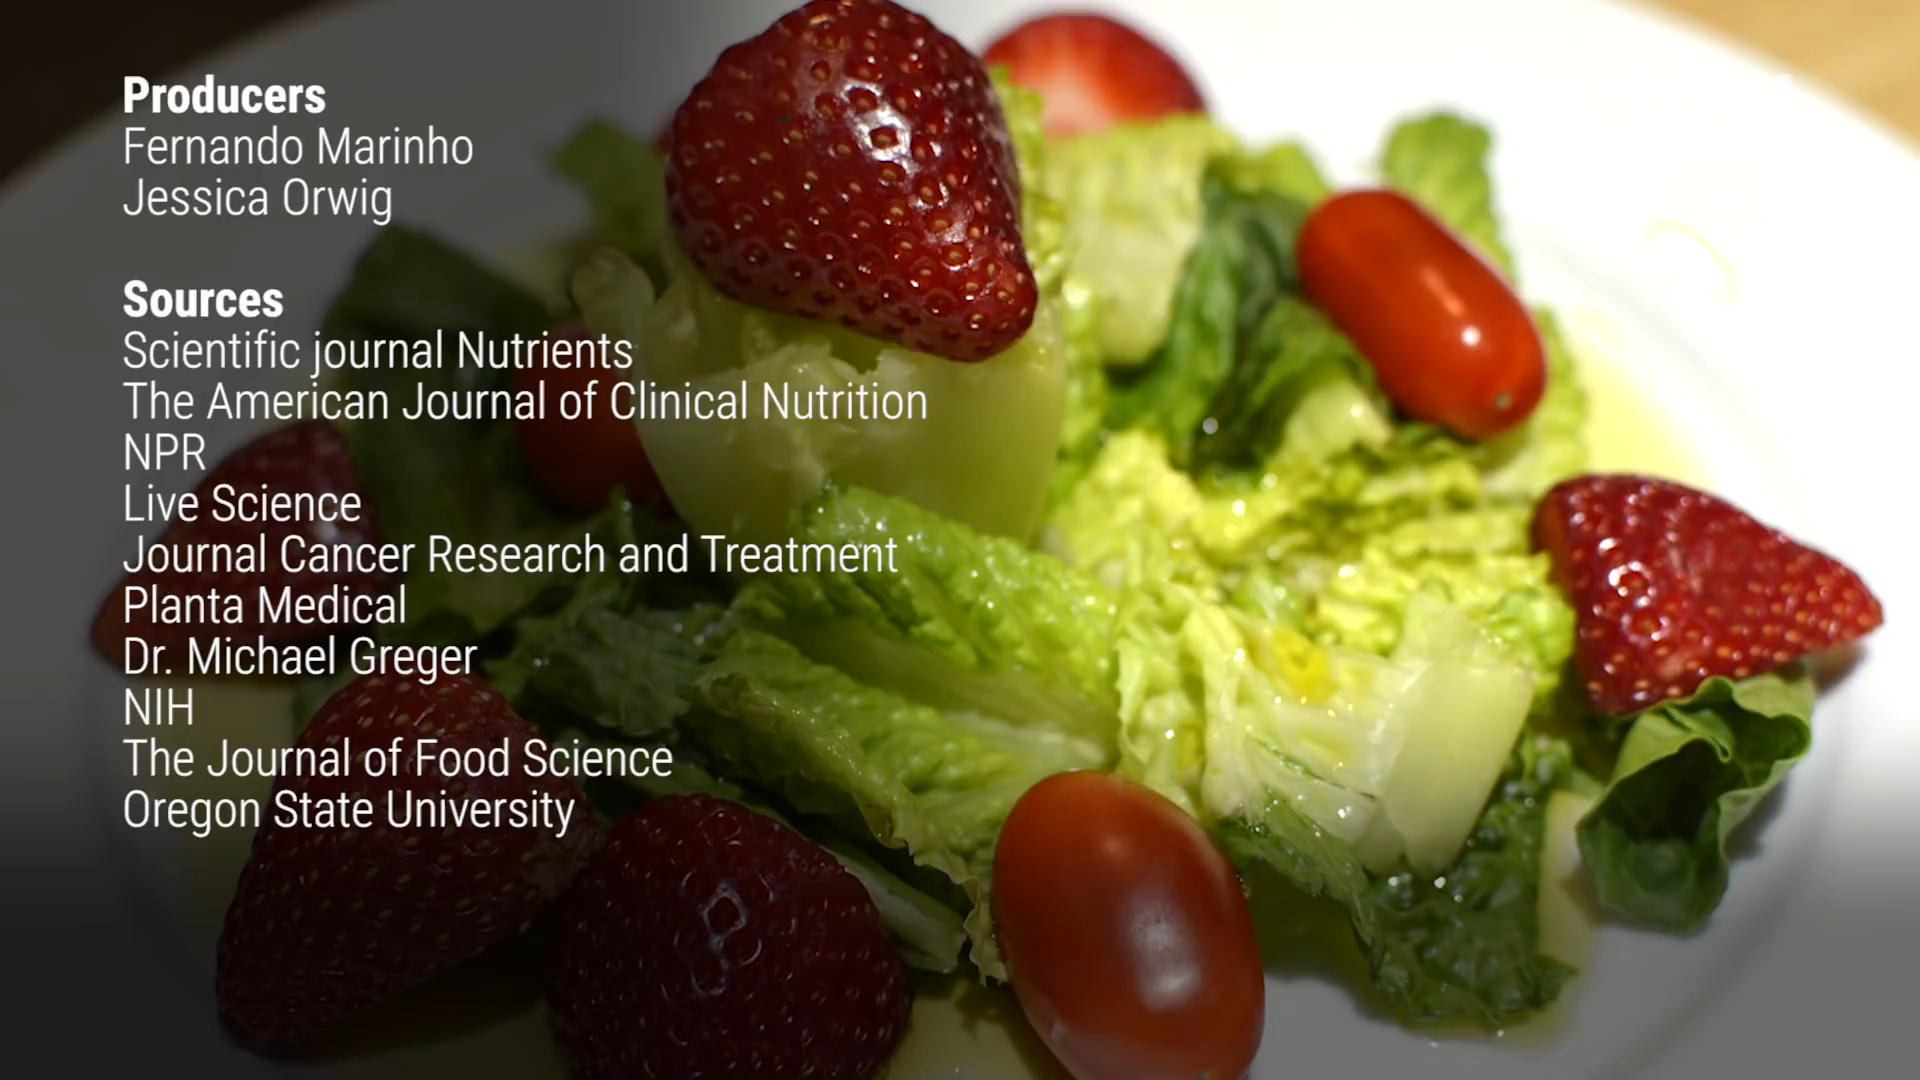 Producers
Fernando Marinho
Jessica Orwig
Sources
Scientific journal Nutrients
The American Journal of Clinical Nutrition
NPR
Live Science
Journal Cancer Research and Treatment
Planta Medical
Dr. Michael Greger
NIH
The Journal of Food Science
Oregon State University